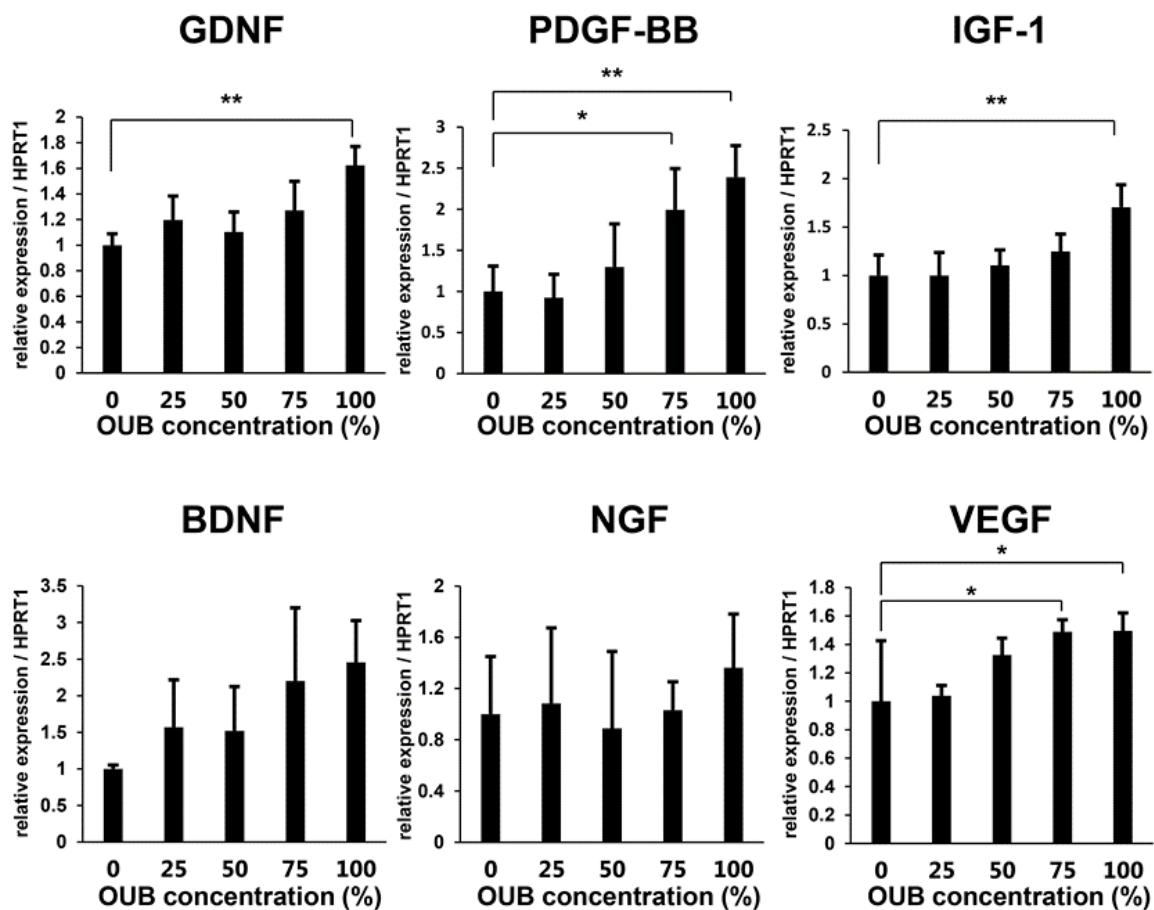 GDNF
PDGF-BB
IGF-1
**
**
*
**
relative expression / HPRT1
2
1.8
1.6
1.4
1.2
1
0.8
0.6
0.4
0.2
0
0 25 50 75 100
OUB concentration (%)
relative expression / HPRT1
3
2.5
2
1.5
1
0.5
0
0 25 50 75 100
OUB concentration (%)
relative expression / HPRT1
2.5
2
1.5
1
0.5
0
0 25 50 75 100
OUB concentration (%)
BDNF
NGF
VEGF
relative expression / HPRT1
3.5
3
2.5
2
1.5
1
0.5
0
0 25 50 75 100
OUB concentration (%)
relative expression / HPRT1
2
1.6
1.2
0.8
0.4
0
0 25 50 75 100
OUB concentration (%)
*
*
relative expression / HPRT1
1.8
1.6
1.4
1.2
1
0.8
0.6
0.4
0.2
0
0 25 50 75 100
OUB concentration (%)